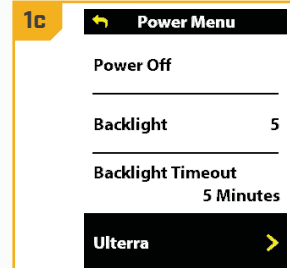 1c
Power Menu
Power Off
Backlight 5
Backlight Timeout
5 Minutes
Ulterra